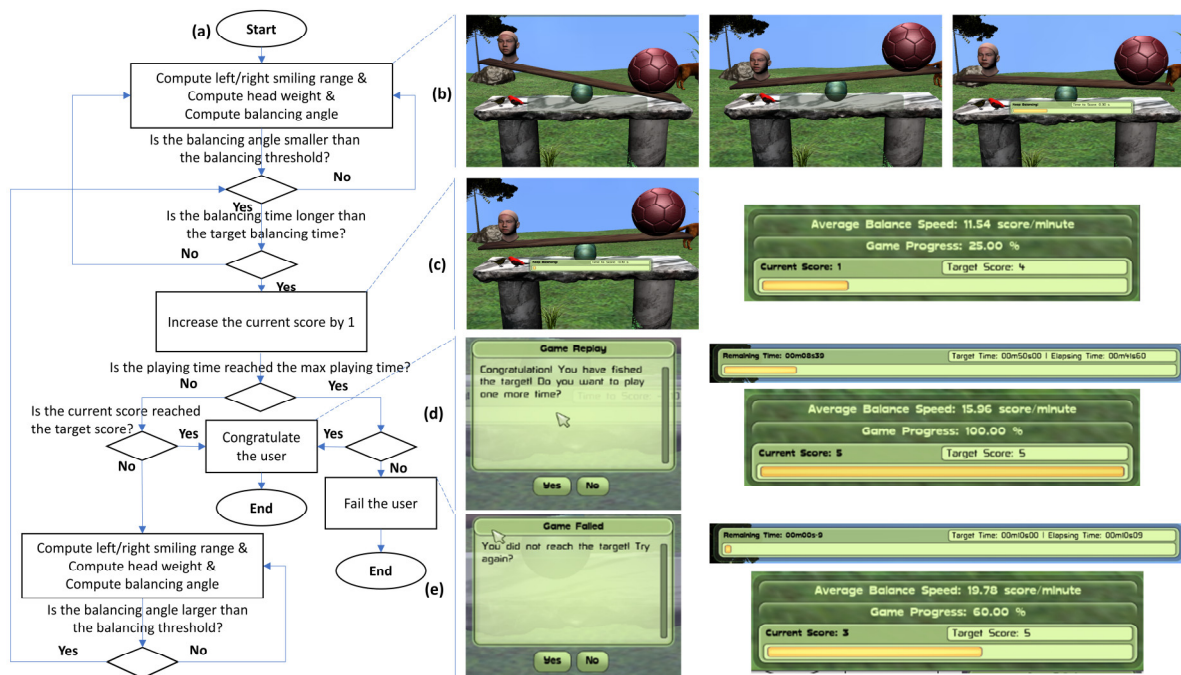 (a)
Start
Compute left/right smiling range &
Compute head weight &
Compute balancing angle
Is the balancing angle smaller than
the balancing threshold?
No
Yes
Is the balancing time longer than
the target balancing time?
No
Yes
Increase the current score by 1
Is the playing time reached the max playing time?
No
Yes
Is the current score reached
the target score?
Yes
Congratulate
the user
Yes
No
No
End
Fail the user
End
Compute left/right smiling range &
Compute head weight &
Compute balancing angle
Is the balancing angle larger than
the balancing threshold?
Yes
No
(b)
Keep Balancing!
(c)
Keep Balancing!
Average Balance Speed: 11.54 score/minute
Game Progress: 25.00 %
Current Score: 1
Target Score: 4
(d)
Game Replay
Congratulation! You have fished
the target! Do you want to play
one more time?
Yes
No
Remaining Time: 00m08s39
Target Time: 00m50s00 | Elapsing Time: 00m41s60
Average Balance Speed: 15.96 score/minute
Game Progress: 100.00 %
Current Score: 5
Target Score: 5
(e)
Game Failed
You did not reach the target! Try
again?
Yes
No
Remaining Time: 00m00s-9
Target Time: 00m10s00 | Elapsing Time: 00m10s09
Average Balance Speed: 19.78 score/minute
Game Progress: 60.00 %
Current Score: 3
Target Score: 5